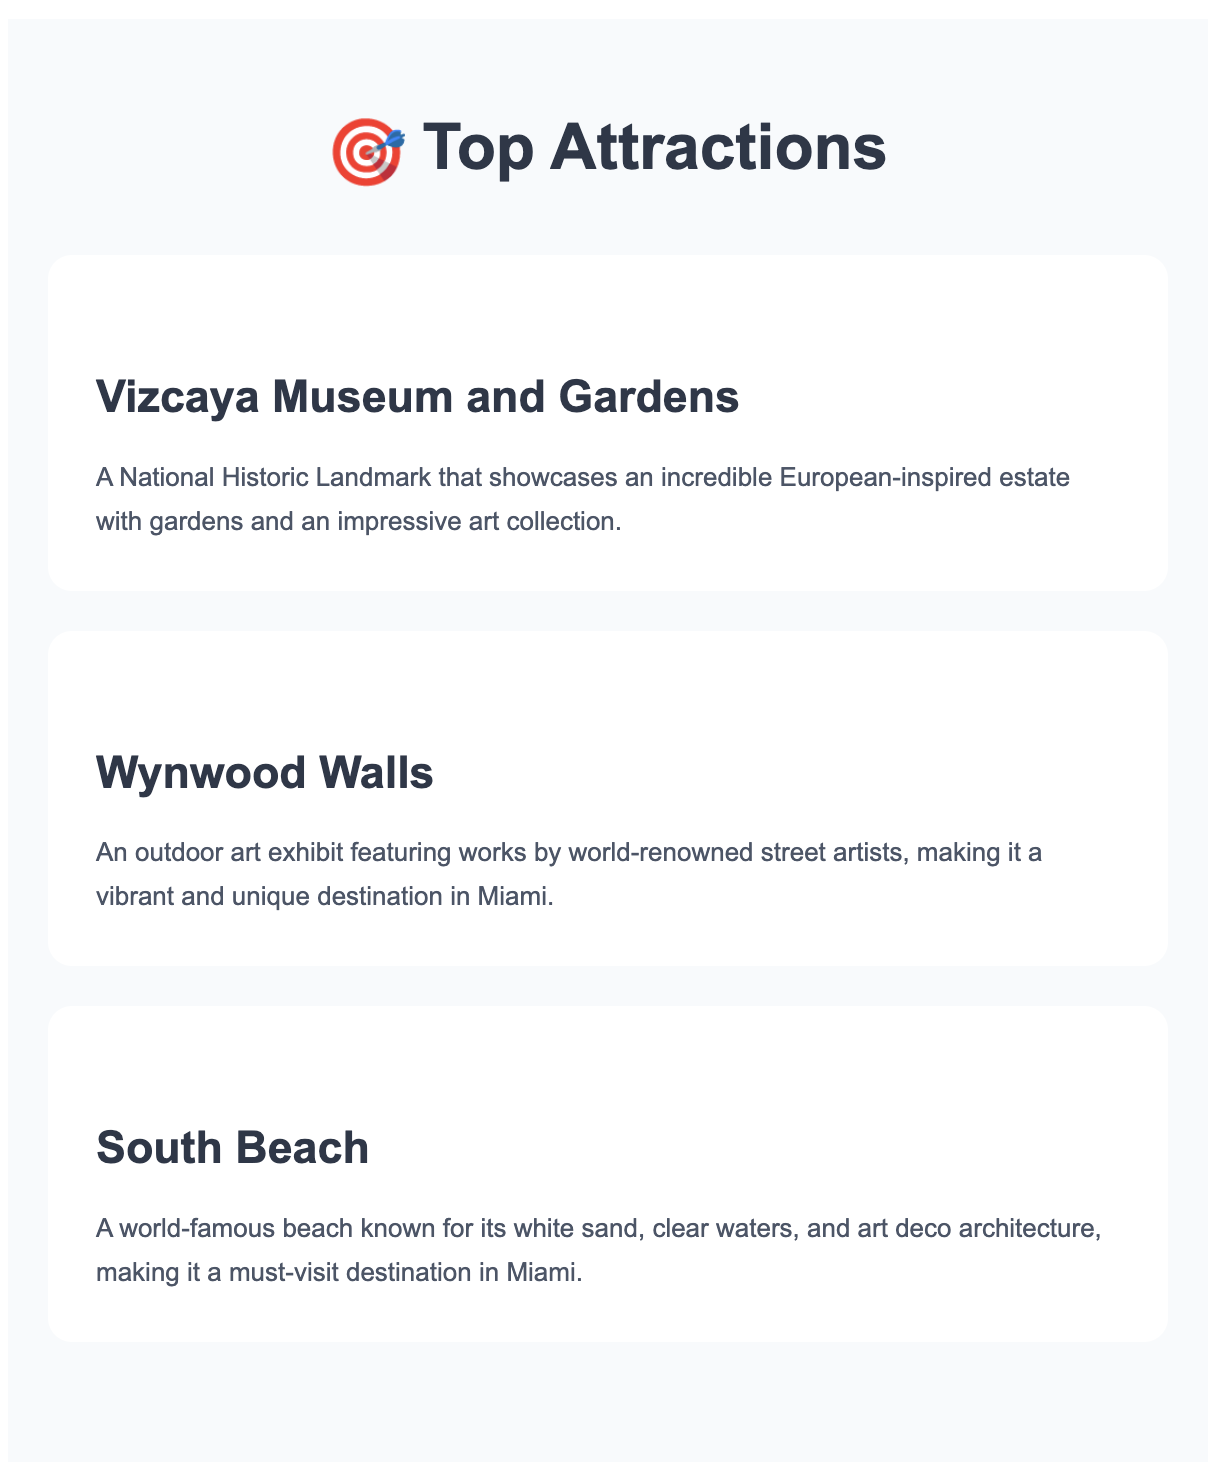 🎯 Top Attractions
Vizcaya Museum and Gardens
A National Historic Landmark that showcases an incredible European-inspired estate
with gardens and an impressive art collection.
Wynwood Walls
An outdoor art exhibit featuring works by world-renowned street artists, making it a
vibrant and unique destination in Miami.
South Beach
A world-famous beach known for its white sand, clear waters, and art deco architecture,
making it a must-visit destination in Miami.